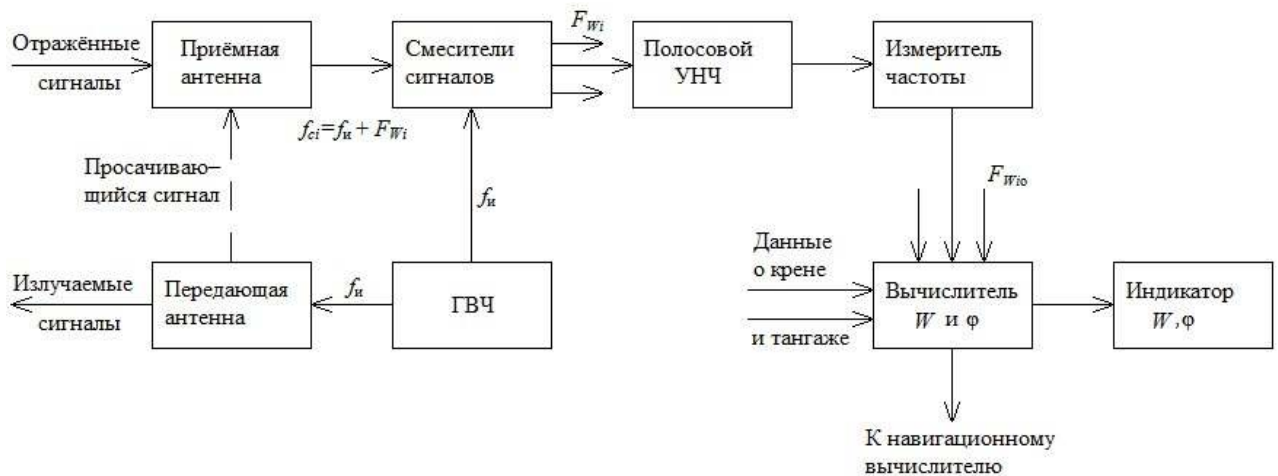 Отражённые
сигналы
Приёмная
антенна
Смесители
сигналов
F_Wi
Полосовой
УНЧ
Измеритель
частоты
f_ci=f_и + F_Wi
Просачиваю–
щийся сигнал
f_и
F_Wio
Излучаемые
сигналы
Передающая
антенна
f_и
ГВЧ
Данные
о крене
и тангаже
Вычислитель
W и φ
Индикатор
W,φ
К навигационному
вычислителю